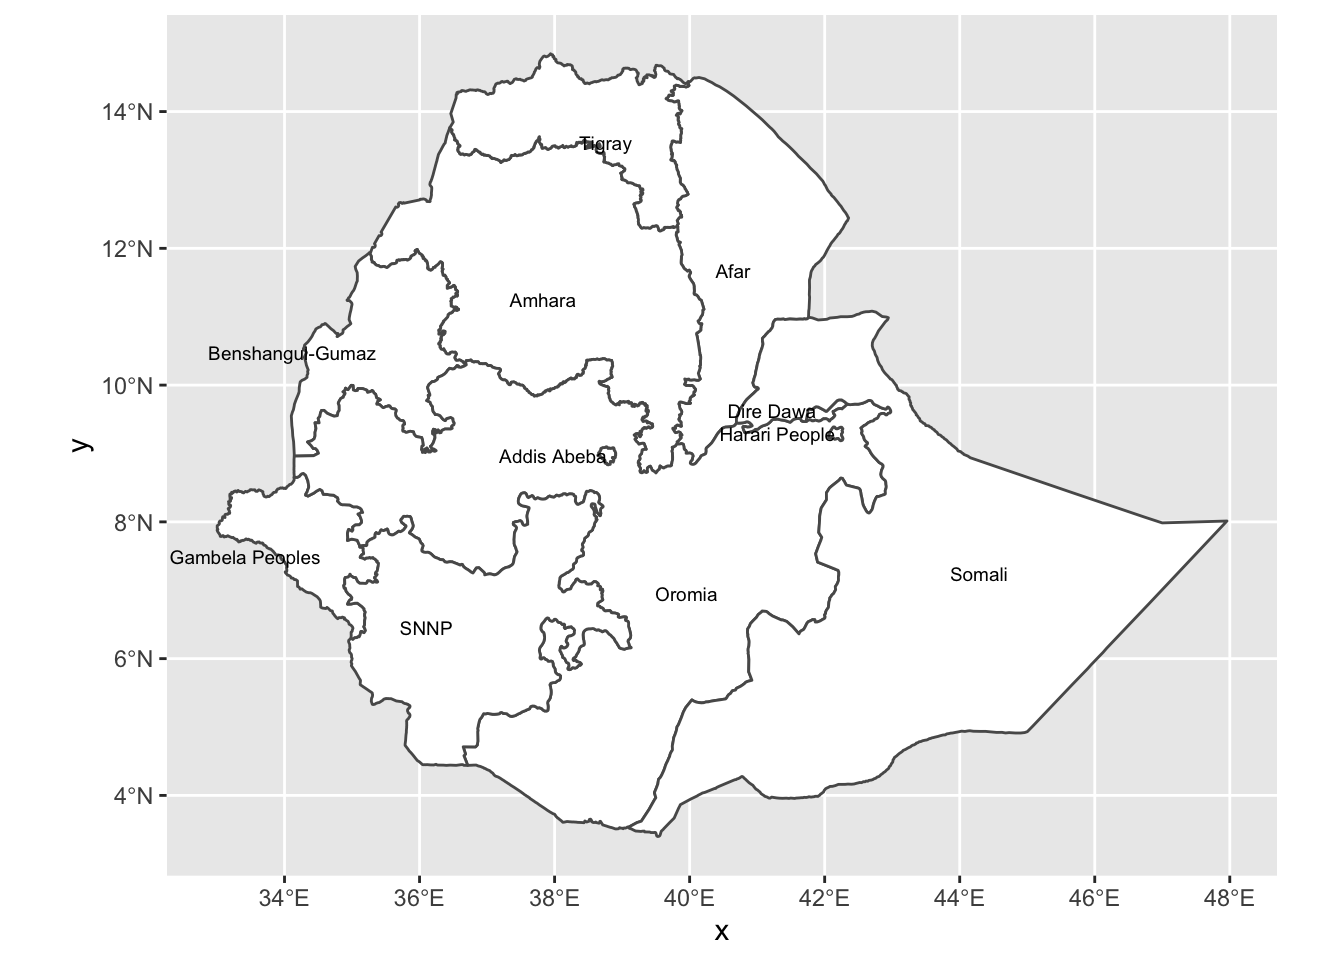 14°N
12°N
10°N
8°N
6°N
4°N
y
Tigray
Afar
Amhara
Benshangul-Gumaz
Dire Dawa
Harari People
Addis Abeba
Gambela Peoples
Somali
Oromia
SNNP
34°E 36°E 38°E 40°E 42°E 44°E 46°E 48°E
x